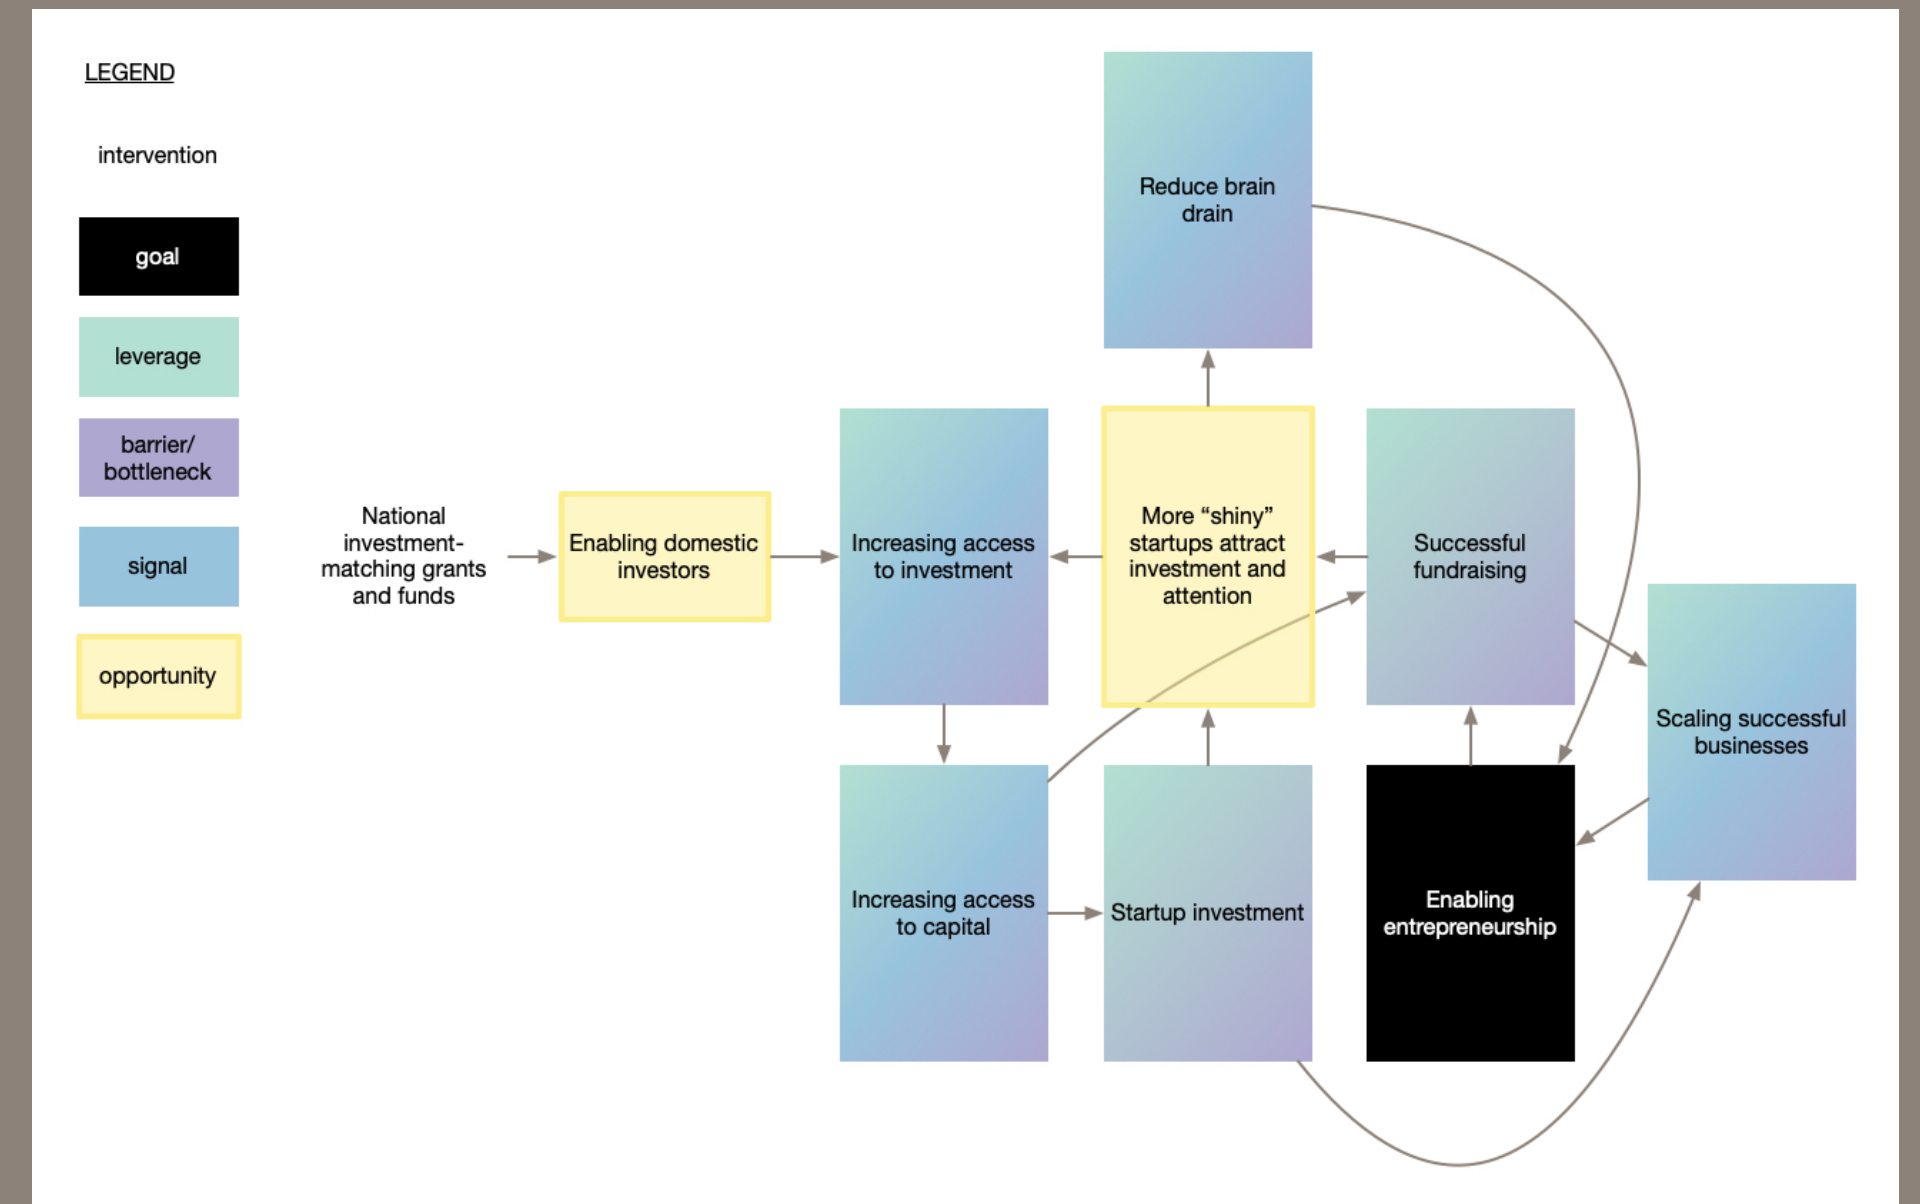 LEGEND
intervention
goal
leverage
barrier/
bottleneck
signal
opportunity
National
investment-
matching grants
and funds
Enabling domestic
investors
Increasing access
to investment
Reduce brain
drain
More “shiny”
startups attract
investment and
attention
Successful
fundraising
Scaling successful
businesses
Increasing access
to capital
Startup investment
Enabling
entrepreneurship